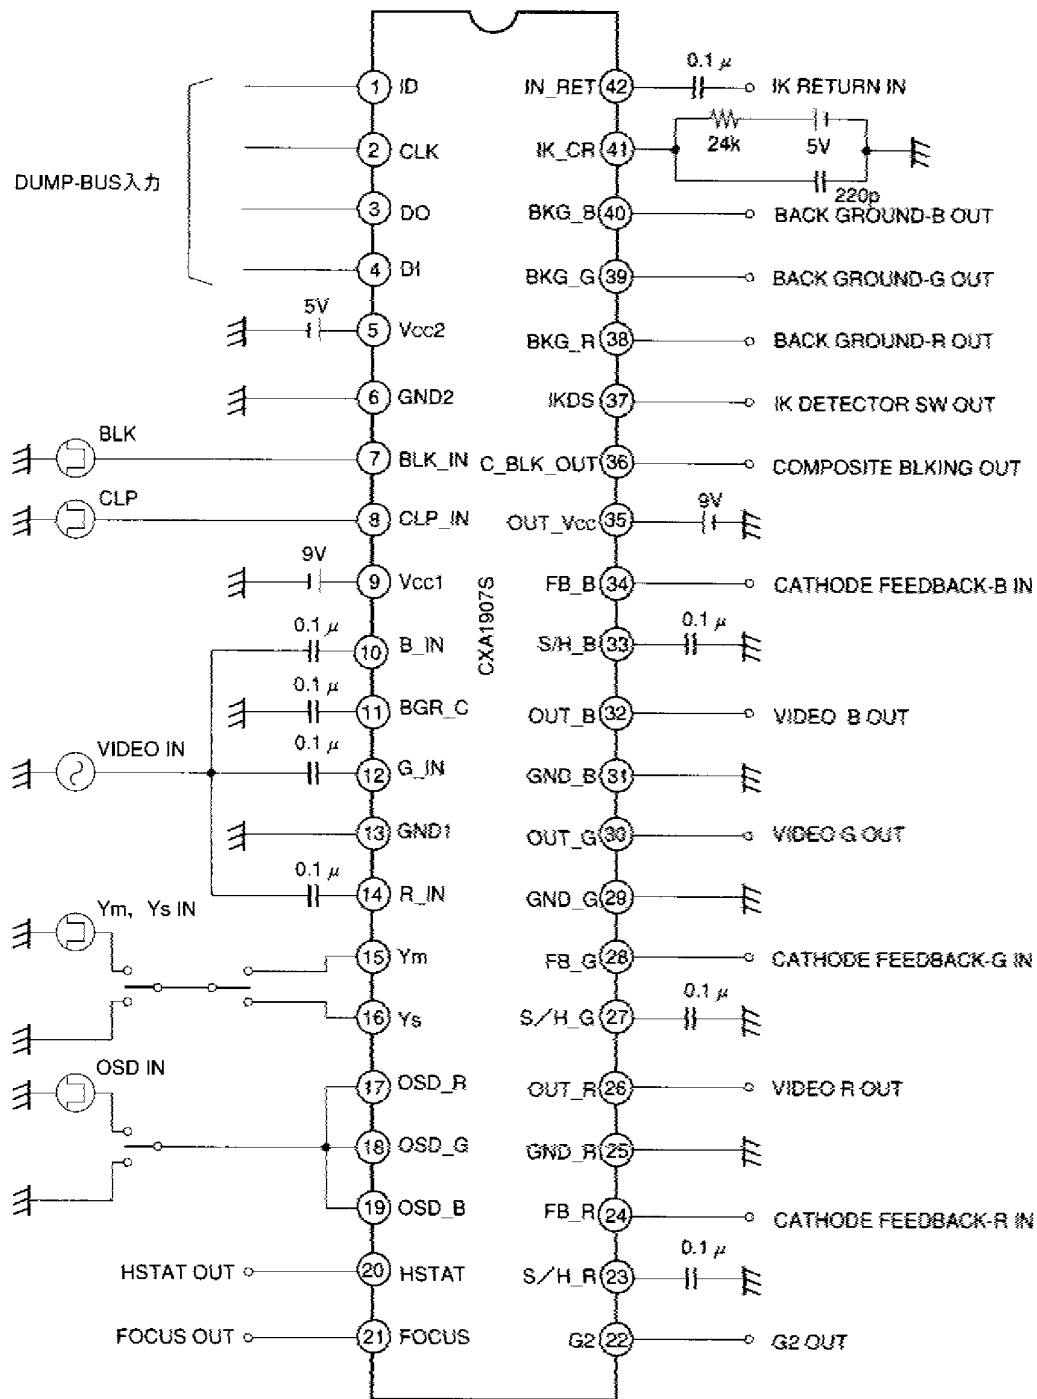 DUMP-BUS入力
1 ID
2 CLK
3 DO
4 DI
5V
5 Vcc2
6 GND2
BLK
7 BLK_IN
CLP
8 CLP_IN
9V
9 Vcc1
0.1 μ
10 B_IN
0.1 μ
11 BGR_C
VIDEO IN
0.1 μ
12 G_IN
13 GND1
0.1 μ
14 R_IN
Ym, Ys IN
15 Ym
16 Ys
OSD IN
17 OSD_R
18 OSD_G
19 OSD_B
HSTAT OUT
20 HSTAT
FOCUS OUT
21 FOCUS
CXA1907S
0.1 μ
IN_RET 42
IK RETURN IN
IK_CR 41
24k
5V
220p
BKG_B 40
BACK GROUND-B OUT
BKG_G 39
BACK GROUND-G OUT
BKG_R 38
BACK GROUND-R OUT
IKDS 37
IK DETECTOR SW OUT
C_BLK_OUT 36
COMPOSITE BLKING OUT
9V
OUT_Vcc 35
FB_B 34
CATHODE FEEDBACK-B IN
0.1 μ
S/H_B 33
OUT_B 32
VIDEO B OUT
GND_B 31
OUT_G 30
VIDEO G OUT
GND_G 29
FB_G 28
CATHODE FEEDBACK-G IN
0.1 μ
S/H_G 27
OUT_R 26
VIDEO R OUT
GND_R 25
FB_R 24
CATHODE FEEDBACK-R IN
0.1 μ
S/H_R 23
G2 22
G2 OUT